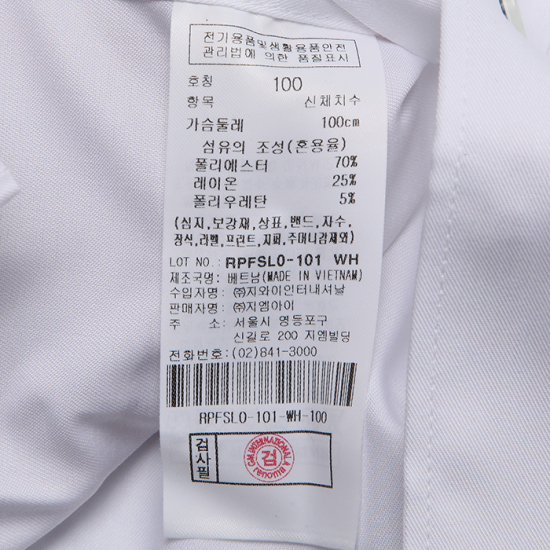 전기용품및생활용품안전
관리법에 의한 품질표시
호칭 100
항목 신체치수
가슴둘레 100cm
섬유의 조성(혼용율)
폴리에스터 70%
레이온 25%
폴리우레탄 5%
(심지,보강재,상표,밴드,자수,
장식,라벨,프린트,지퍼,주머니감제외)
LOT NO.: RPFSL0-101 WH
제조국명: 베트남(MADE IN VIETNAM)
수입자명: ㈜지와이인터내셔날
판매자명: ㈜지엠아이
주 소: 서울시 영등포구
신길로 200 지엠빌딩
전화번호: (02)841-3000
RPFSL0-101-WH-100
검사필
검
renoma